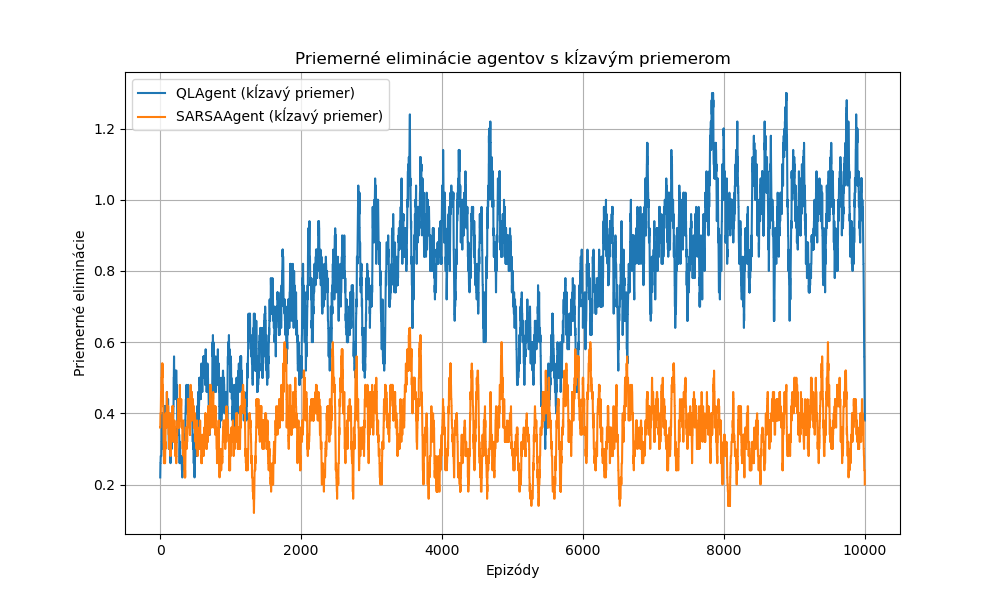 Priemerné eliminácie agentov s kĺzavým priemerom
QLAgent (kĺzavý priemer)
SARSAAgent (kĺzavý priemer)
Priemerné eliminácie
1.2
1.0
0.8
0.6
0.4
0.2
0
2000
4000
6000
8000
10000
Epizódy